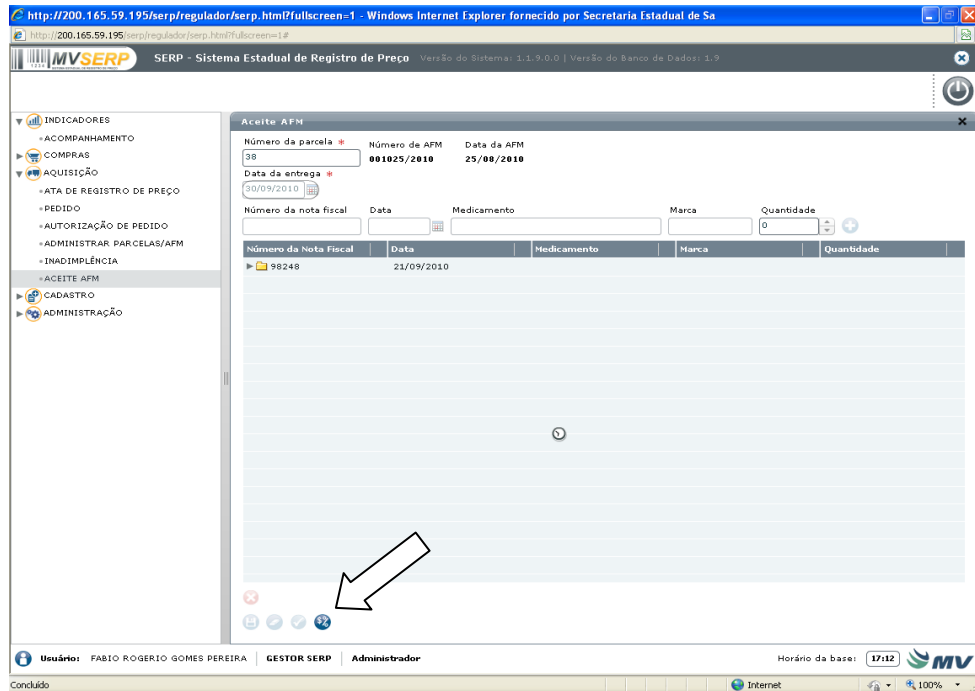 http://200.165.59.195/serp/regulador/serp.html?fullscreen=1 - Windows Internet Explorer fornecido por Secretaria Estadual de Sa
http://200.165.59.195/serp/regulador/serp.html?fullscreen=1#
MVSERP SERP - Sistema Estadual de Registro de Preço Versão do Sistema: 1.1.9.0.0 | Versão do Banco de Dados: 1.9
INDICADORES
ACOMPANHAMENTO
COMPRAS
AQUISIÇÃO
ATA DE REGISTRO DE PREÇO
PEDIDO
AUTORIZAÇÃO DE PEDIDO
ADMINISTRAR PARCELAS/AFM
INADIMPLÊNCIA
ACEITE AFM
CADASTRO
ADMINISTRAÇÃO
Aceite AFM
Número da parcela * Número de AFM Data da AFM
38 001025/2010 25/08/2010
Data da entrega *
30/09/2010
Número da nota fiscal Data Medicamento Marca Quantidade
0
Número da Nota Fiscal Data Medicamento Marca Quantidade
98248 21/09/2010
$%
Usuário: FABIO ROGERIO GOMES PEREIRA GESTOR SERP Administrador Horário da base: 17:12 MV
Concluído Internet 100%